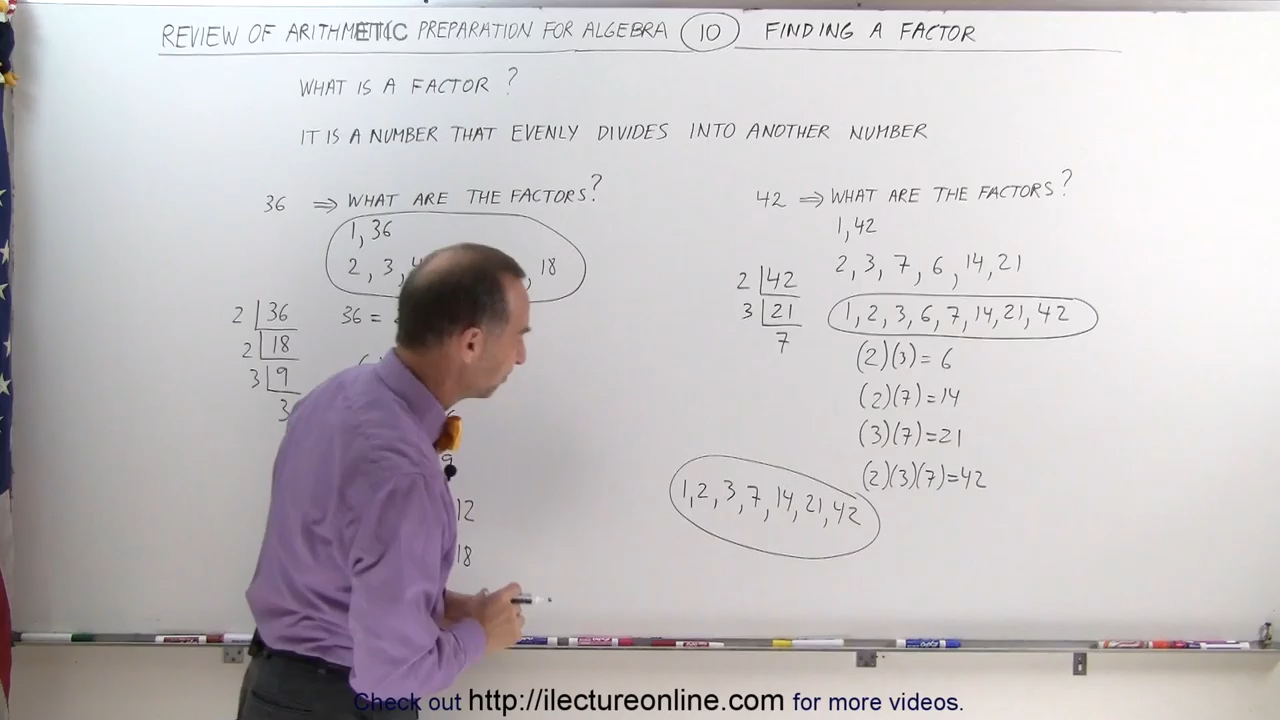 REVIEW OF ARITHMETIC PREPARATION FOR ALGEBRA 10 FINDING A FACTOR
WHAT IS A FACTOR ?
IT IS A NUMBER THAT EVENLY DIVIDES INTO ANOTHER NUMBER
36 ⇒ WHAT ARE THE FACTORS?
1, 36
2, 3, 18
2 36
2 18
3 9
3
36 =
9
12
18
42 ⇒ WHAT ARE THE FACTORS?
1, 42
2, 3, 7, 6, 14, 21
2 42
3 21
7
1, 2, 3, 6, 7, 14, 21, 42
(2)(3) = 6
(2)(7) = 14
(3)(7) = 21
(2)(3)(7) = 42
1, 2, 3, 7, 14, 21, 42
Check out http://ilectureonline.com for more videos.